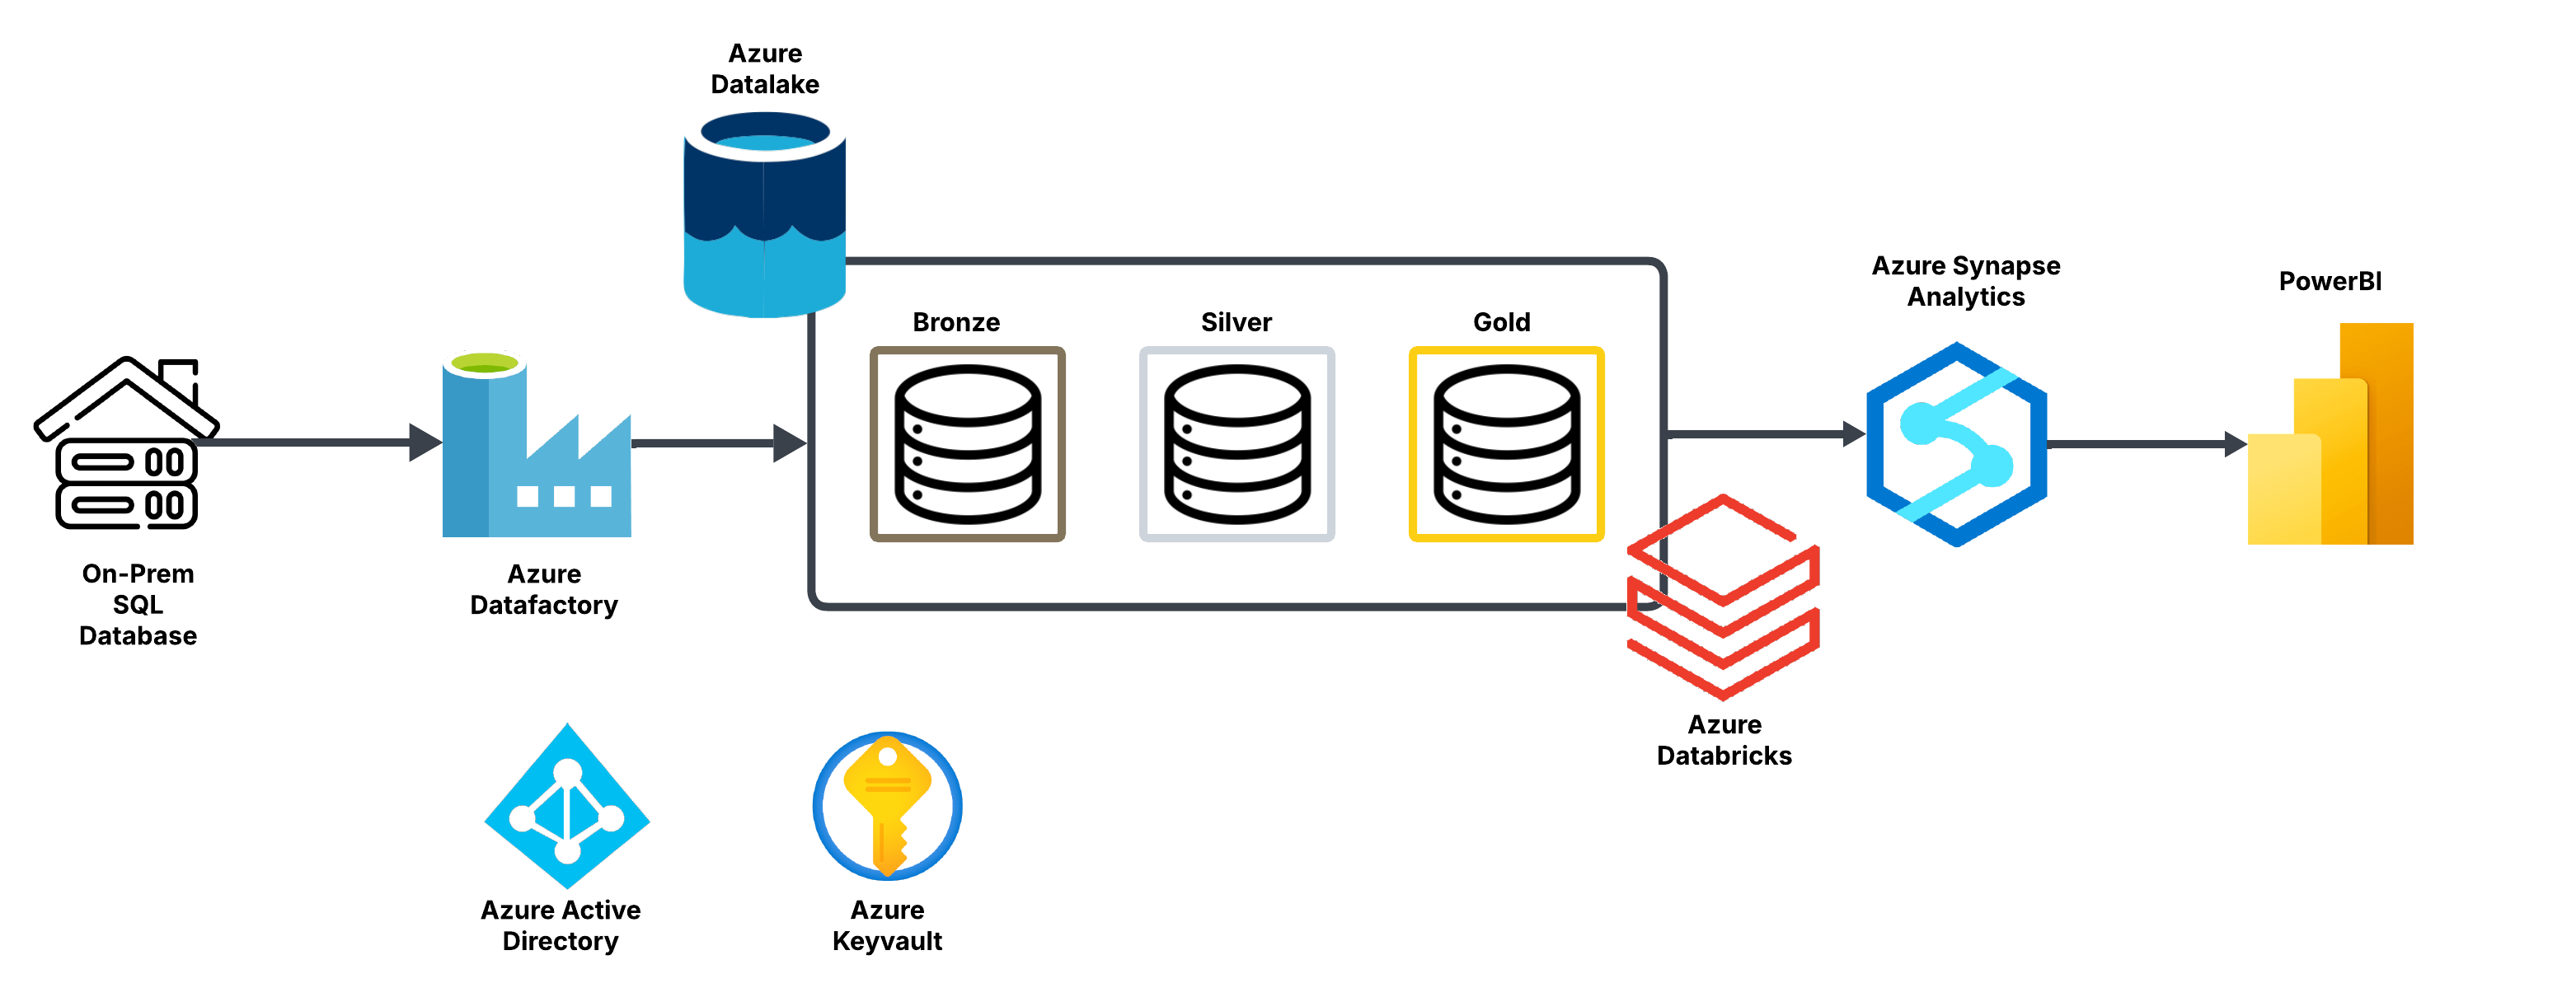 Azure
Datalake
Azure Synapse
Analytics
PowerBI
Bronze
Silver
Gold
On-Prem
SQL
Database
Azure
Datafactory
Azure
Databricks
Azure Active
Directory
Azure
Keyvault